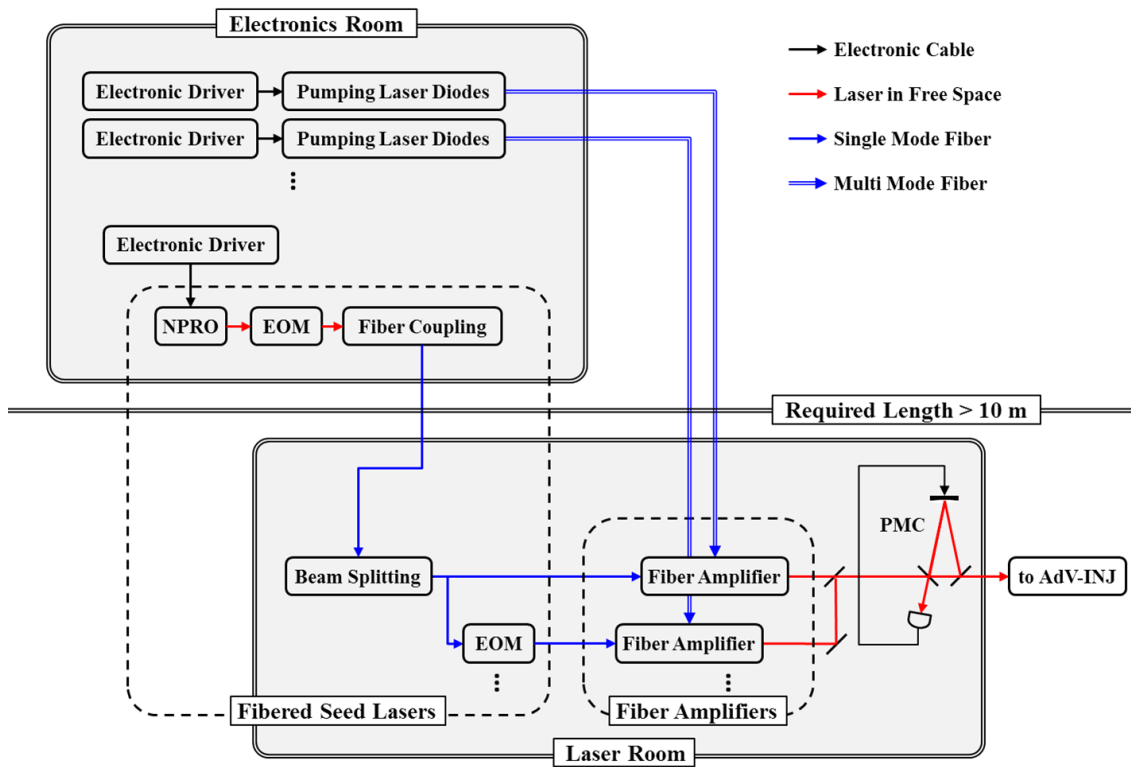 Electronics Room
Electronic Driver
Pumping Laser Diodes
Electronic Driver
Pumping Laser Diodes
Electronic Cable
Laser in Free Space
Single Mode Fiber
Multi Mode Fiber
Electronic Driver
NPRO
EOM
Fiber Coupling
Required Length > 10 m
PMC
Beam Splitting
Fiber Amplifier
to AdV-INJ
EOM
Fiber Amplifier
Fibered Seed Lasers
Fiber Amplifiers
Laser Room